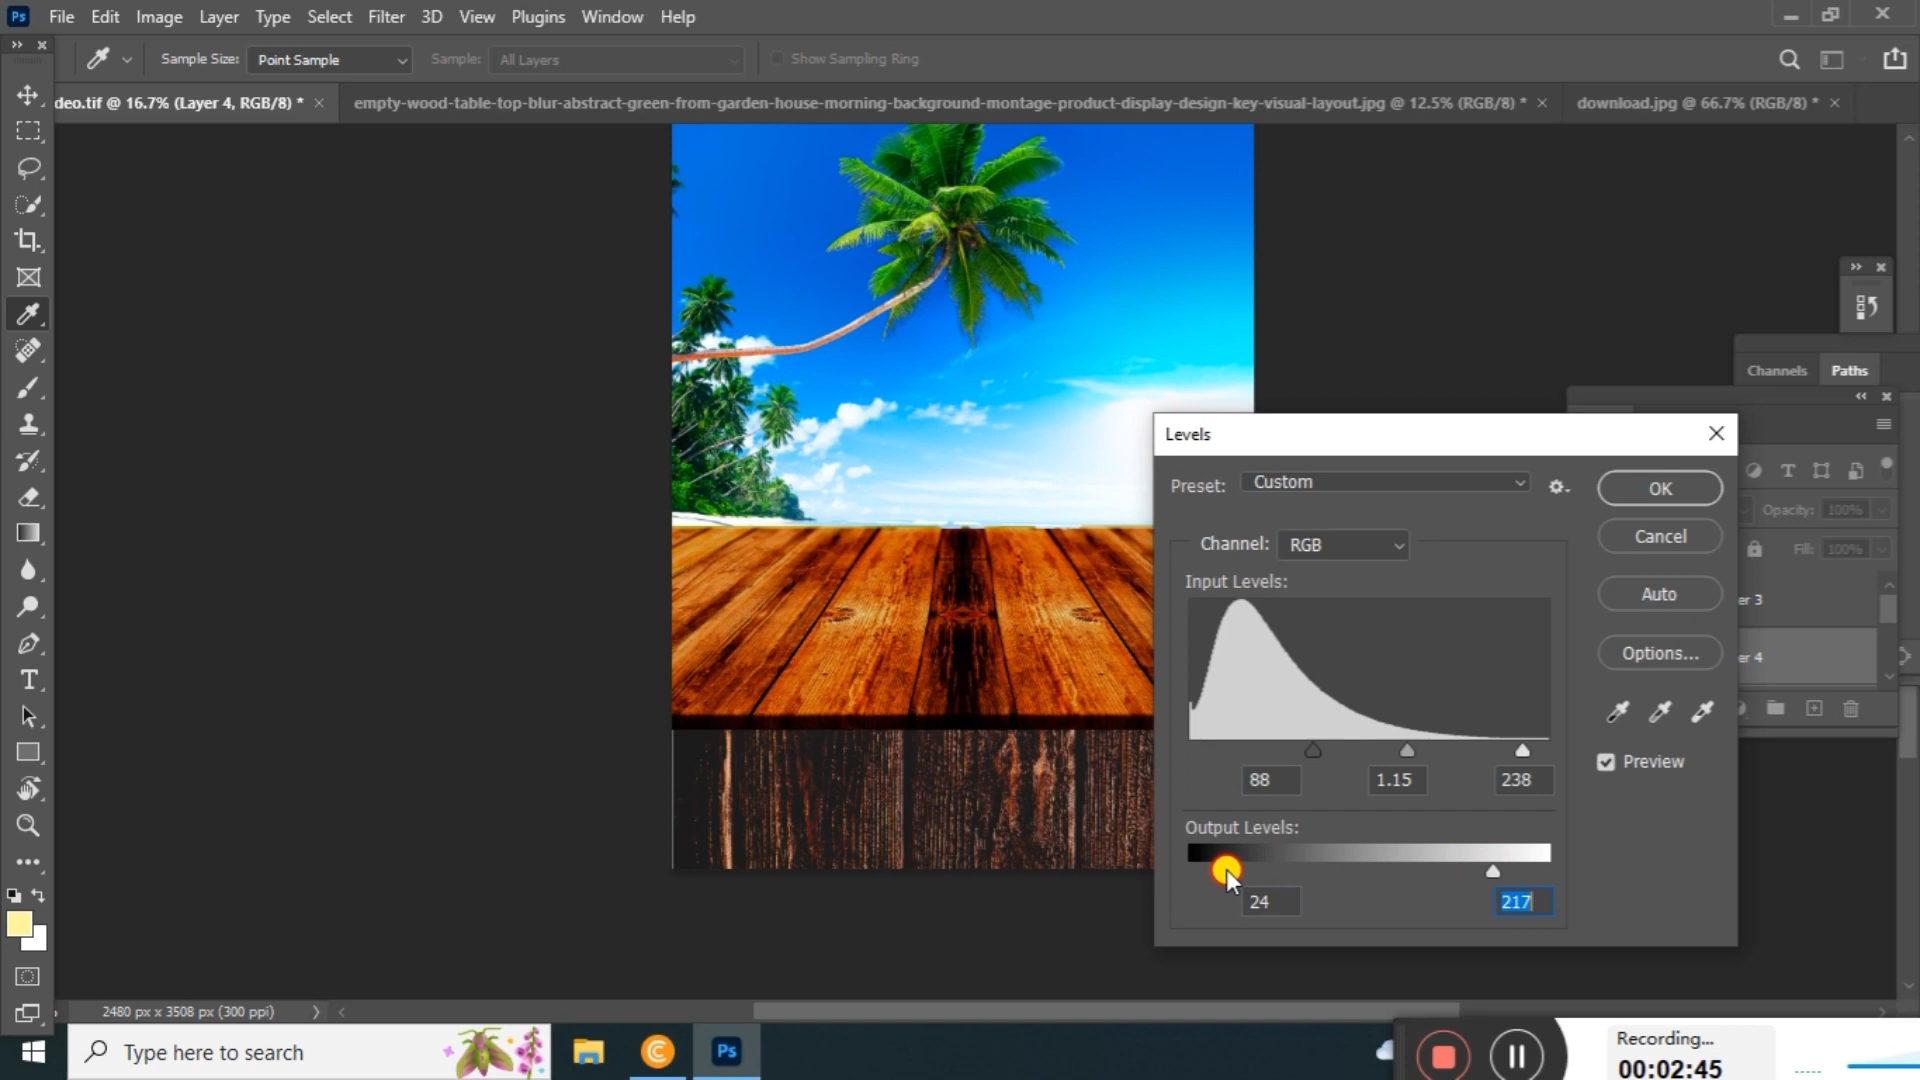 Ps File Edit Image Layer Type Select Filter 3D View Plugins Window Help
Sample Size: Point Sample Sample: All Layers Show Sampling Ring
deo.tif @ 16.7% (Layer 4, RGB/8) * × empty-wood-table-top-blur-abstract-green-from-garden-house-morning-background-montage-product-display-design-key-visual-layout.jpg @ 12.5% (RGB/8) * × download.jpg @ 66.7% (RGB/8) * ×
Channels Paths
Levels
Preset: Custom
OK
Opacity: 100%
Channel: RGB
Cancel
Fill: 100%
Input Levels:
Auto
er 3
Options...
er 4
Preview
88 1.15 238
Output Levels:
24 217
2480 px x 3508 px (300 ppi)
Type here to search
Ps
Recording...
00:02:45